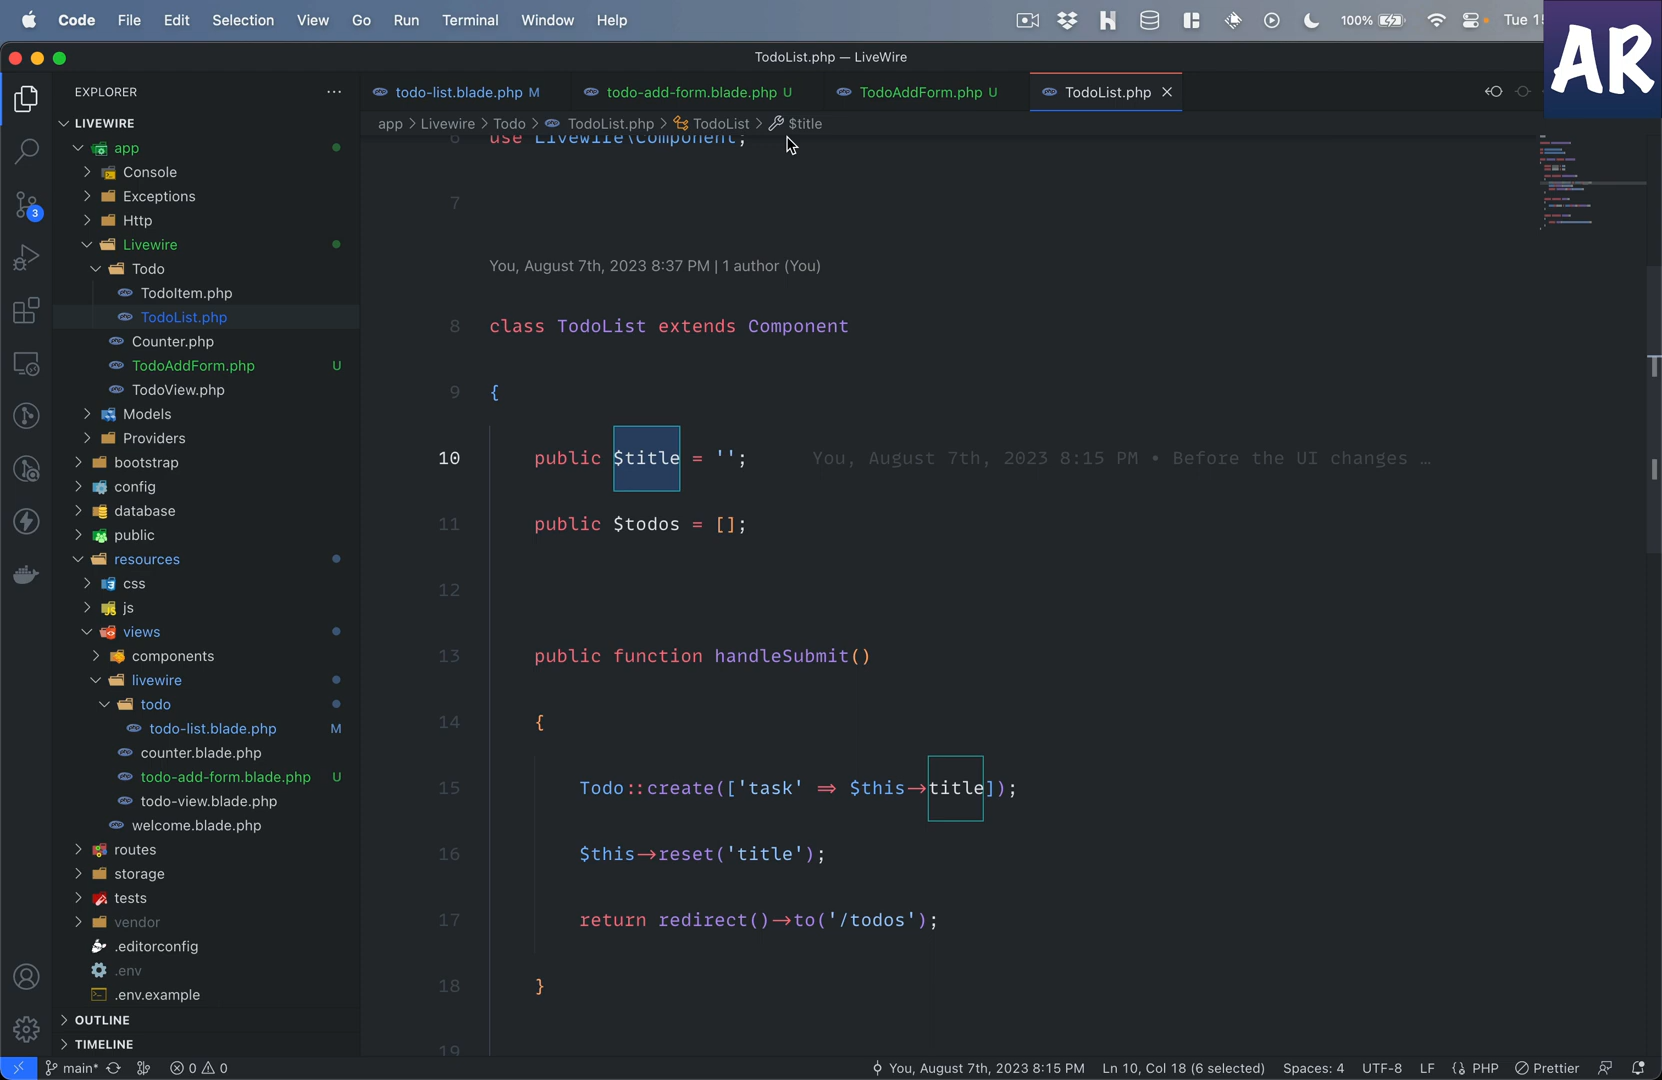 Code File Edit Selection View Go Run Terminal Window Help
100%
Tue 15
AR
TodoList.php — LiveWire
EXPLORER
todo-list.blade.php M
todo-add-form.blade.php U
TodoAddForm.php U
TodoList.php
app > Livewire > Todo > TodoList.php > TodoList > $title
LIVEWIRE
app
Console
Exceptions
Http
Livewire
Todo
TodoItem.php
TodoList.php
Counter.php
TodoAddForm.php U
TodoView.php
Models
Providers
bootstrap
config
database
public
resources
css
js
views
components
livewire
todo
todo-list.blade.php M
counter.blade.php
todo-add-form.blade.php U
todo-view.blade.php
welcome.blade.php
routes
storage
tests
vendor
.editorconfig
.env
.env.example
OUTLINE
TIMELINE
3
6 use Livewire\Component;
7
You, August 7th, 2023 8:37 PM | 1 author (You)
8 class TodoList extends Component
9 {
10 public $title = ''; You, August 7th, 2023 8:15 PM • Before the UI changes …
11 public $todos = [];
12
13 public function handleSubmit()
14 {
15 Todo::create(['task' => $this->title]);
16 $this->reset('title');
17 return redirect()->to('/todos');
18 }
19
main* 0 0 You, August 7th, 2023 8:15 PM Ln 10, Col 18 (6 selected) Spaces: 4 UTF-8 LF {} PHP Prettier